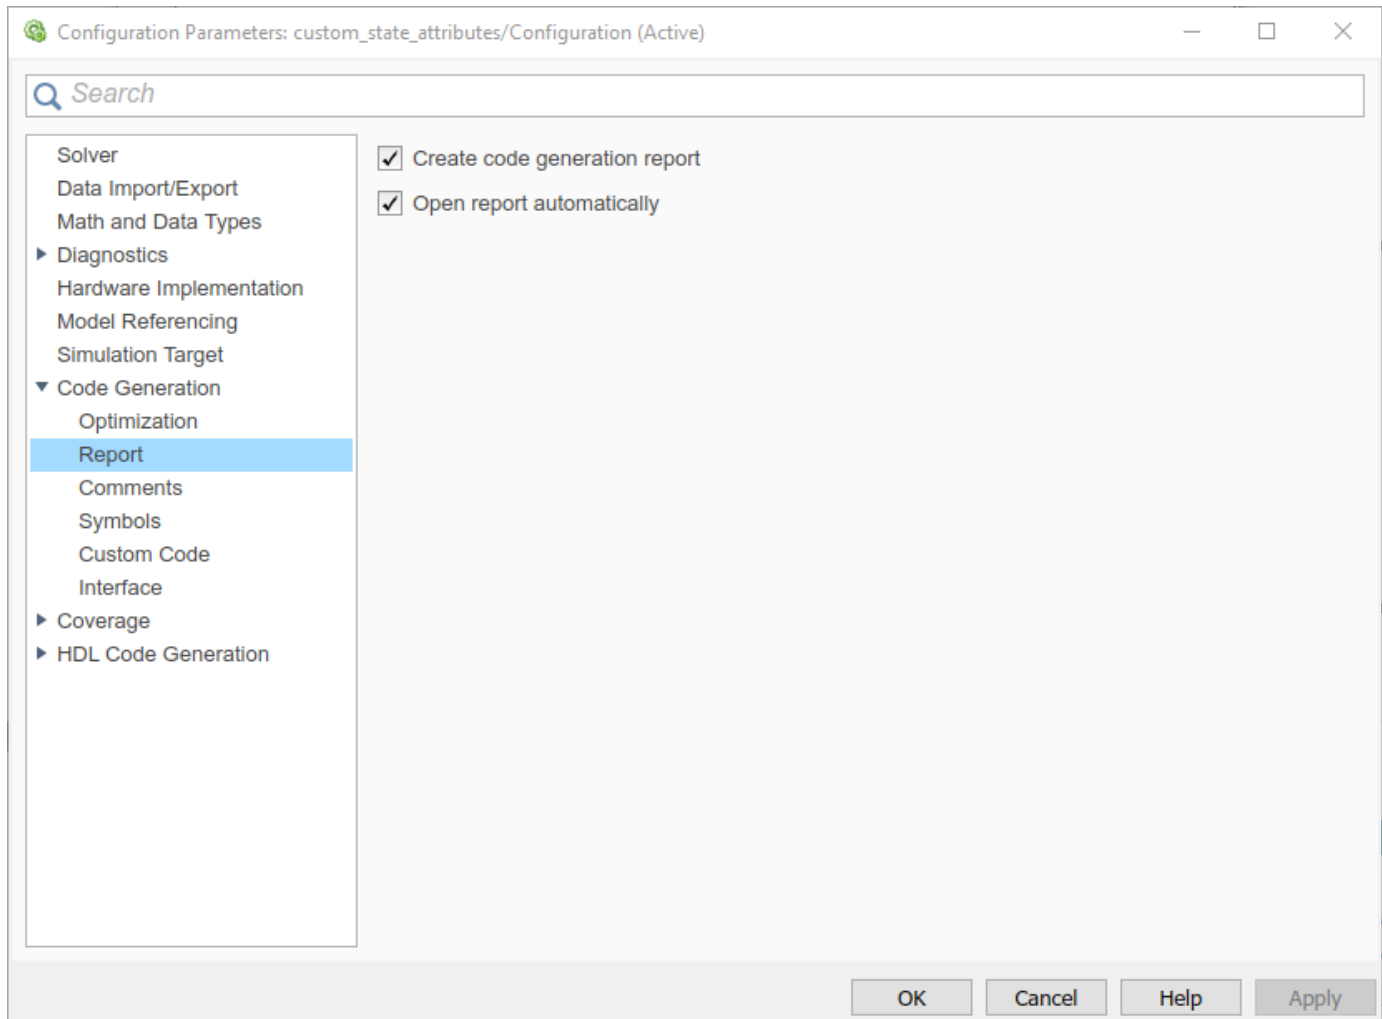 Configuration Parameters: custom_state_attributes/Configuration (Active)
Search
Solver
Data Import/Export
Math and Data Types
Diagnostics
Hardware Implementation
Model Referencing
Simulation Target
Code Generation
Optimization
Report
Comments
Symbols
Custom Code
Interface
Coverage
HDL Code Generation
Create code generation report
Open report automatically
OK Cancel Help Apply